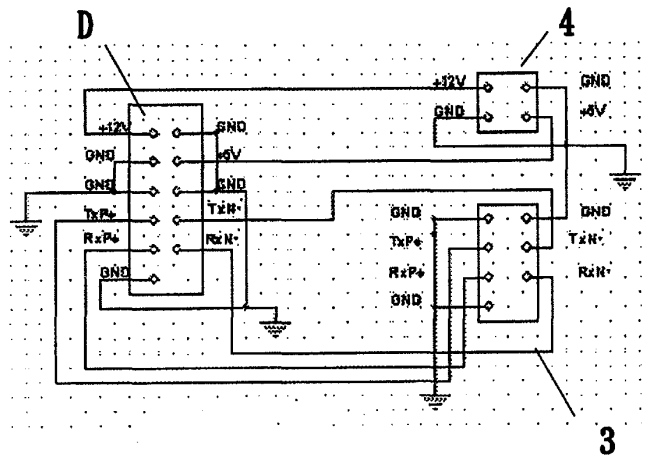 D
4
+12V GND
GND +5V
+12V GND
GND +5V
GND GND
TxP+ TxN-
RxP+ RxN-
GND
GND GND
TxP+ TxN-
RxP+ RxN-
GND
3